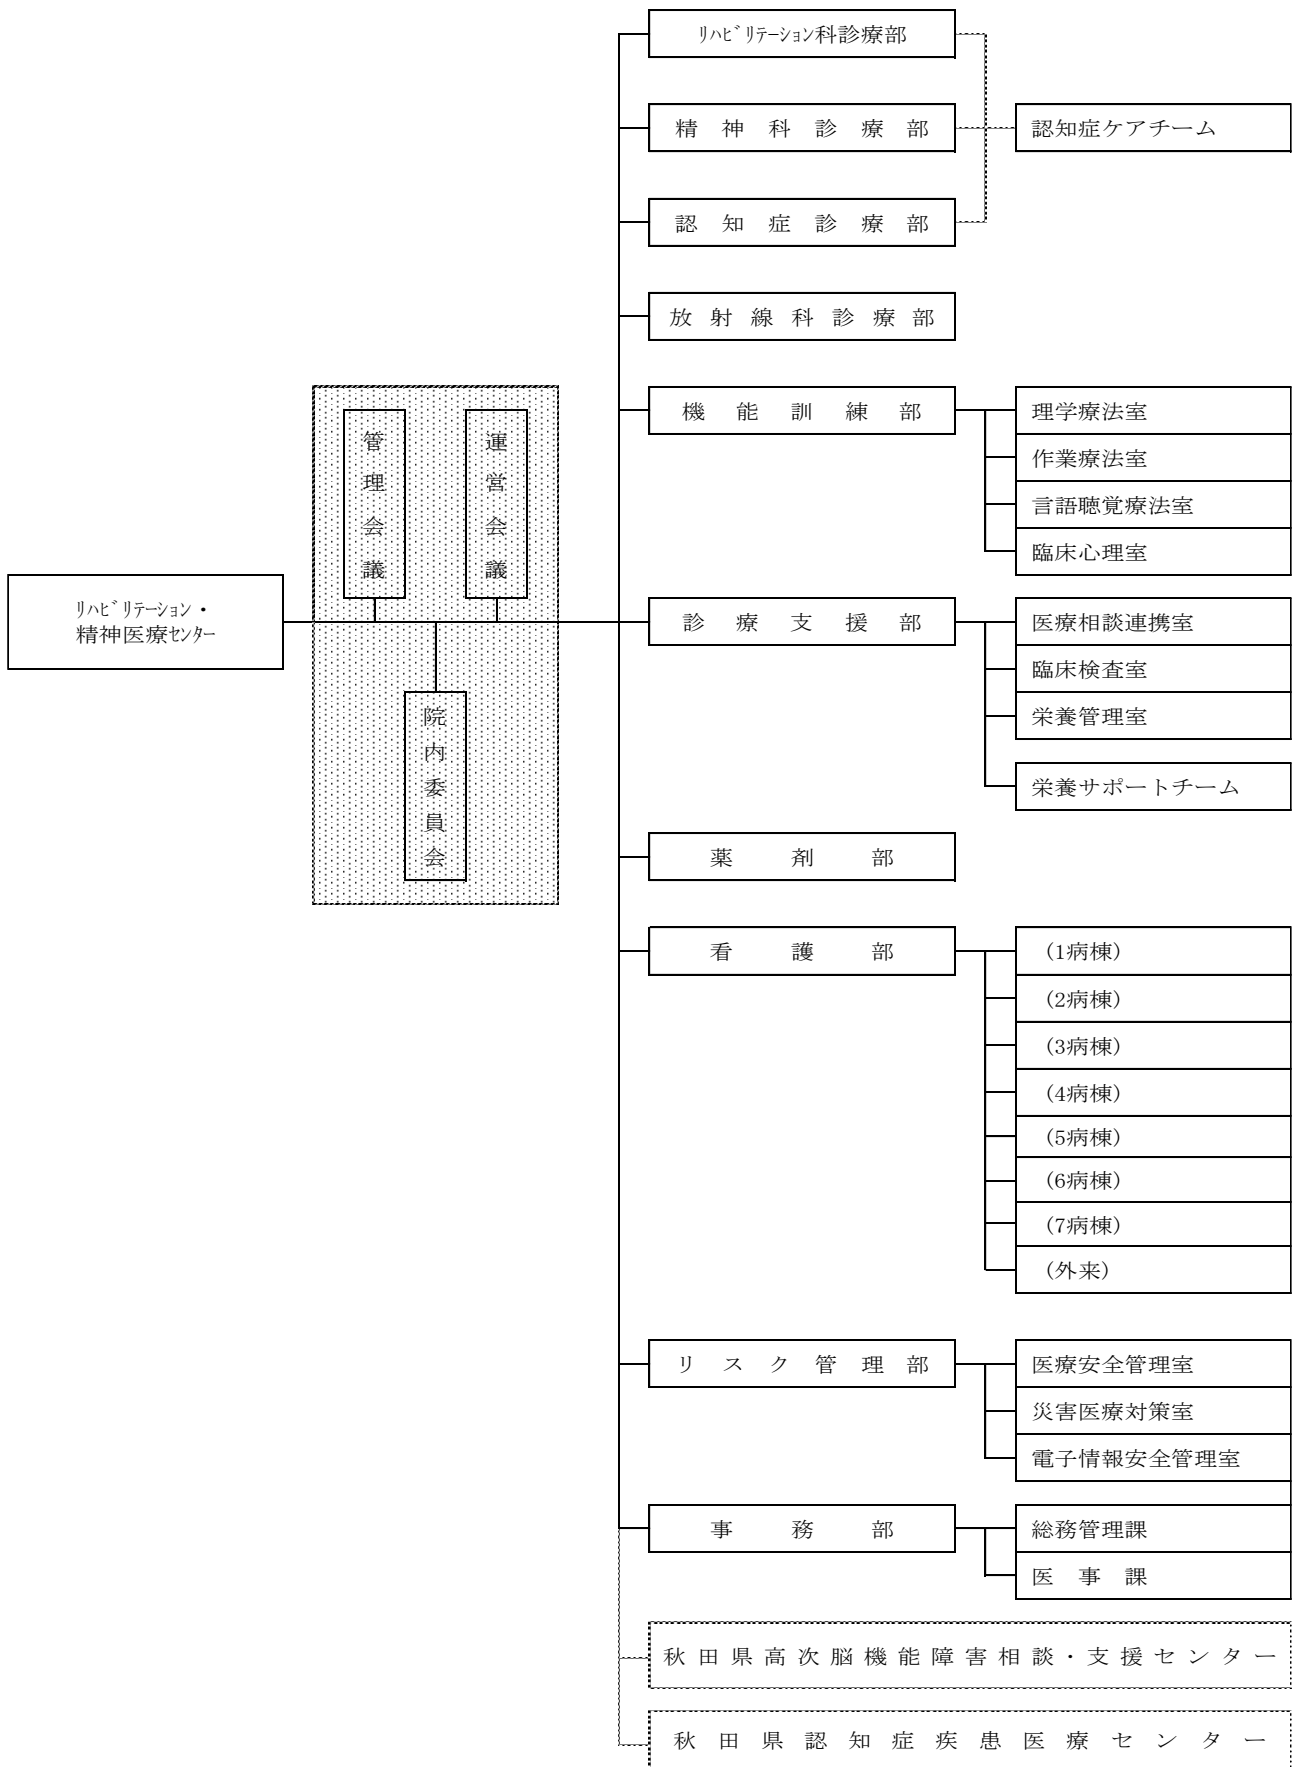 リハビリテーション科診療部
精神科診療部
認知症ケアチーム
認知症診療部
放射線科診療部
機能訓練部
理学療法室
作業療法室
言語聴覚療法室
臨床心理室
管理会議
運営会議
院内委員会
リハビリテーション・
精神医療センター
診療支援部
医療相談連携室
臨床検査室
栄養管理室
栄養サポートチーム
薬剤部
看護部
(1病棟)
(2病棟)
(3病棟)
(4病棟)
(5病棟)
(6病棟)
(7病棟)
(外来)
リスク管理部
医療安全管理室
災害医療対策室
電子情報安全管理室
事務部
総務管理課
医事課
秋田県高次脳機能障害相談・支援センター
秋田県認知症疾患医療センター